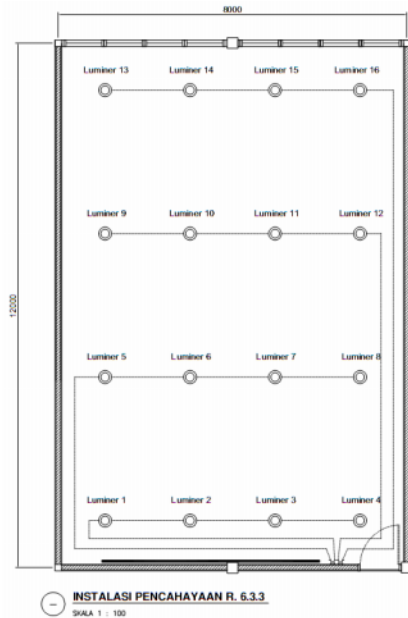 8000
Luminer 13 Luminer 14 Luminer 15 Luminer 16
Luminer 9 Luminer 10 Luminer 11 Luminer 12
12000
Luminer 5 Luminer 6 Luminer 7 Luminer 8
Luminer 1 Luminer 2 Luminer 3 Luminer 4
INSTALASI PENCAHAYAAN R. 6.3.3
SKALA 1 : 100